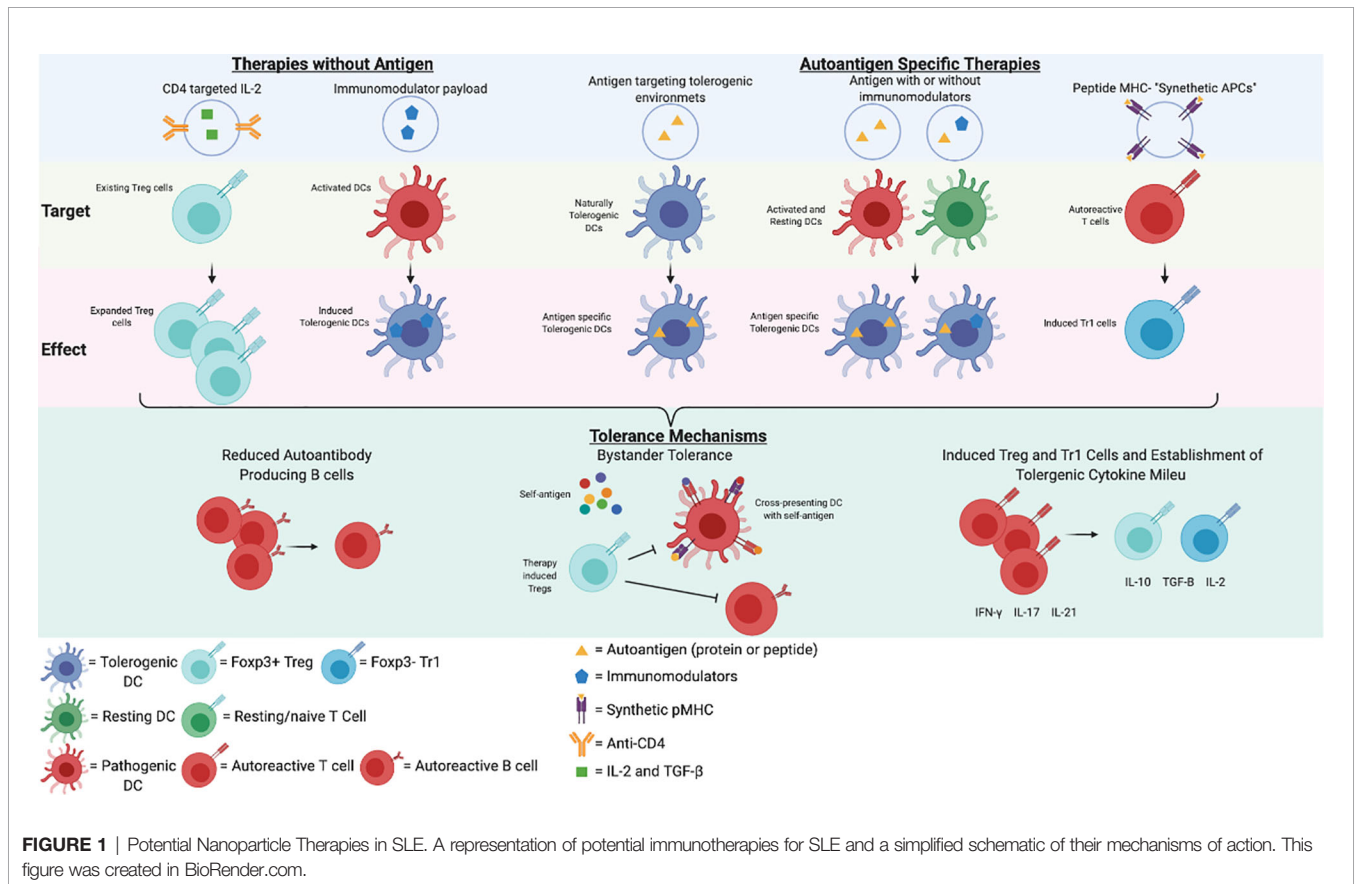 Therapies without Antigen
Autoantigen Specific Therapies
CD4 targeted IL-2
Immunomodulator payload
Antigen targeting tolerogenic
environmets
Antigen with or without
immunomodulators
Peptide MHC- "Synethetic APCs"
Target
Existing Treg cells
Activated DCs
Naturally
Tolerogenic
DCs
Activated and
Resting DCs
Autoreactive
T cells
Effect
Expanded Treg
cells
Induced
Tolerogenic DCs
Antigen specific
Tolerogenic DCs
Antigen specific
Tolerogenic DCs
Induced Tr1 cells
Tolerance Mechanisms
Reduced Autoantibody
Producing B cells
Bystander Tolerance
Self-antigen
Cross-presenting DC
with self-antigen
Therapy
induced
Tregs
Induced Treg and Tr1 Cells and Establishment of
Tolergenic Cytokine Mileu
IFN-γ IL-17 IL-21
IL-10 TGF-B IL-2
= Tolerogenic
DC
= Foxp3+ Treg
= Foxp3- Tr1
= Resting DC
= Resting/naive T Cell
= Pathogenic
DC
= Autoreactive T cell
= Autoreactive B cell
= Autoantigen (protein or peptide)
= Immunomodulators
= Synthetic pMHC
= Anti-CD4
= IL-2 and TGF-β
FIGURE 1 | Potential Nanoparticle Therapies in SLE. A representation of potential immunotherapies for SLE and a simplified schematic of their mechanisms of action. This
figure was created in BioRender.com.